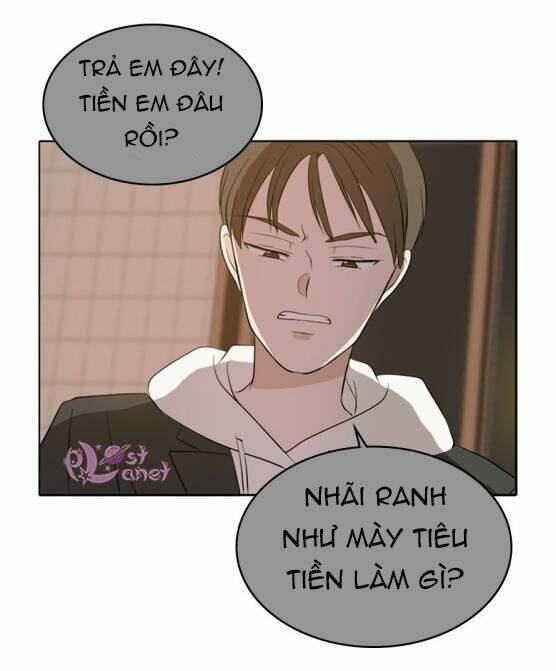 TRẢ EM ĐÂY!
TIỀN EM ĐÂU
RỒI?
Lost
Planet
NHÃI RANH
NHƯ MÀY TIÊU
TIỀN LÀM GÌ?